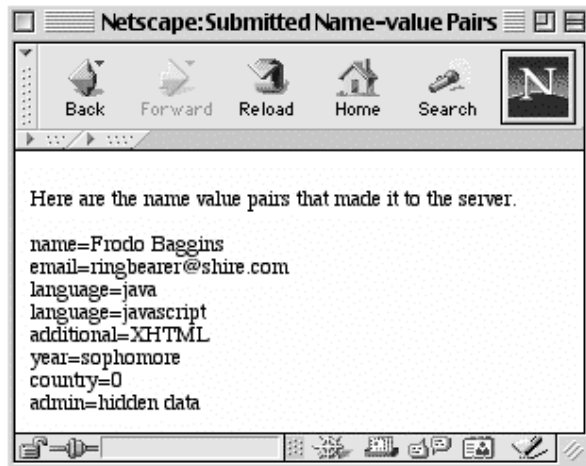 Netscape: Submitted Name-value Pairs
Back Forward Reload Home Search N
Here are the name value pairs that made it to the server.
name=Frodo Baggins
email=ringbearer@shire.com
language=java
language=javascript
additional=XHTML
year=sophomore
country=0
admin=hidden data